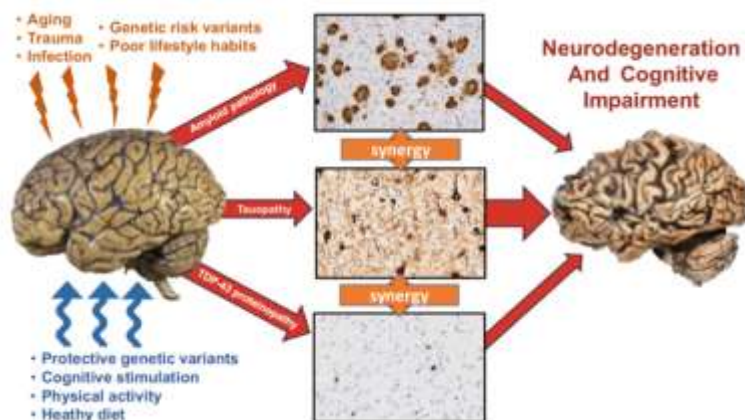 • Aging
• Trauma
• Infection
• Genetic risk variants
• Poor lifestyle habits
Amyloid pathology
Tauopathy
TDP-43 proteinopathy
synergy
synergy
Neurodegeneration
And Cognitive
Impairment
• Protective genetic variants
• Cognitive stimulation
• Physical activity
• Heathy diet